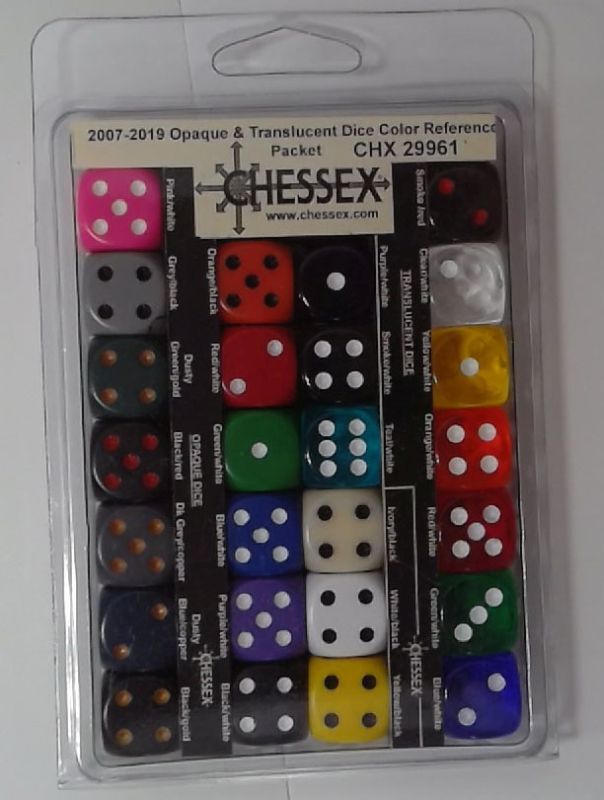 2007-2019 Opaque & Translucent Dice Color Reference
Packet CHX 29961
CHESSEX
www.chessex.com
Pink/white
Grey/black
Dusty
Green/gold
Black/red
Dk Grey/copper
Dusty
Blue/copper
Black/gold
OPAQUE DICE
Orange/black
Red/white
Green/white
Blue/white
Purple/white
Black/white
CHESSEX
Purple/white
Smoke/white
Teal/white
Ivory/black
White/black
Yellow/black
TRANSLUCENT DICE
Smoke/red
Clear/white
Yellow/white
Orange/white
Red/white
Green/white
Blue/white
CHESSEX